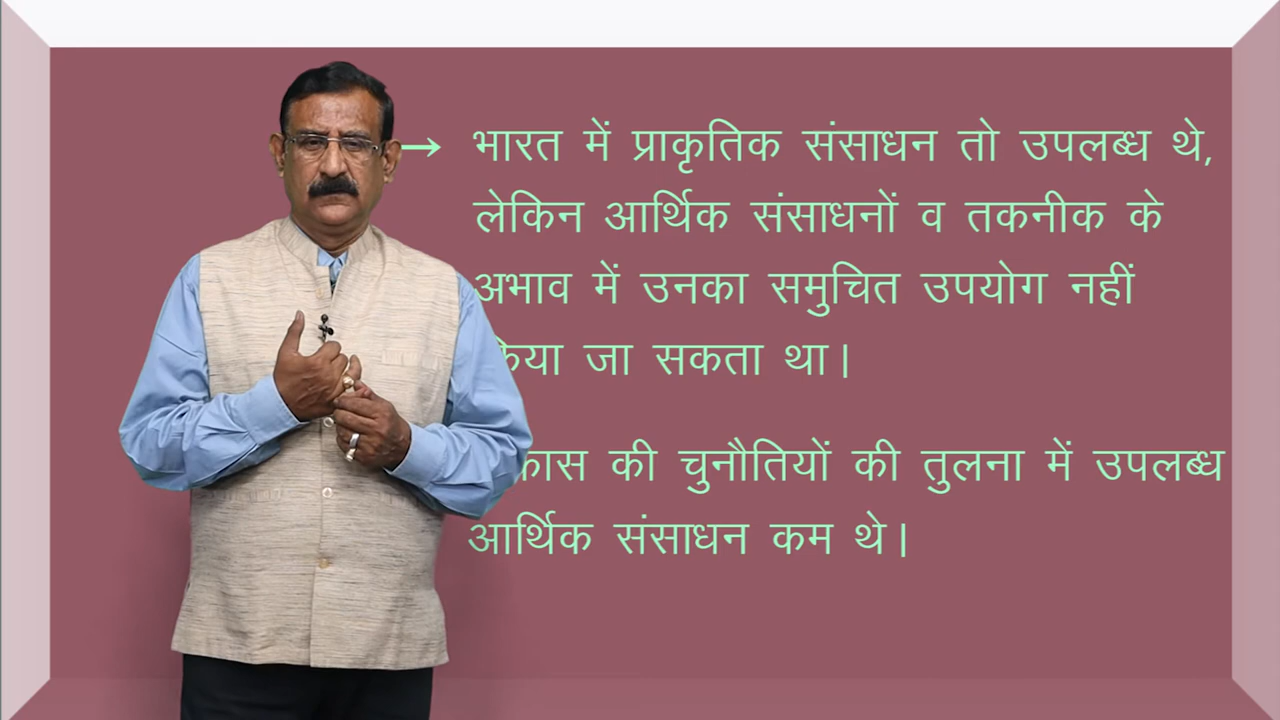 → भारत में प्राकृतिक संसाधन तो उपलब्ध थे,
लेकिन आर्थिक संसाधनों व तकनीक के
अभाव में उनका समुचित उपयोग नहीं
जा सकता था।
की चुनौतियों की तुलना में उपलब्ध
आर्थिक संसाधन कम थे।